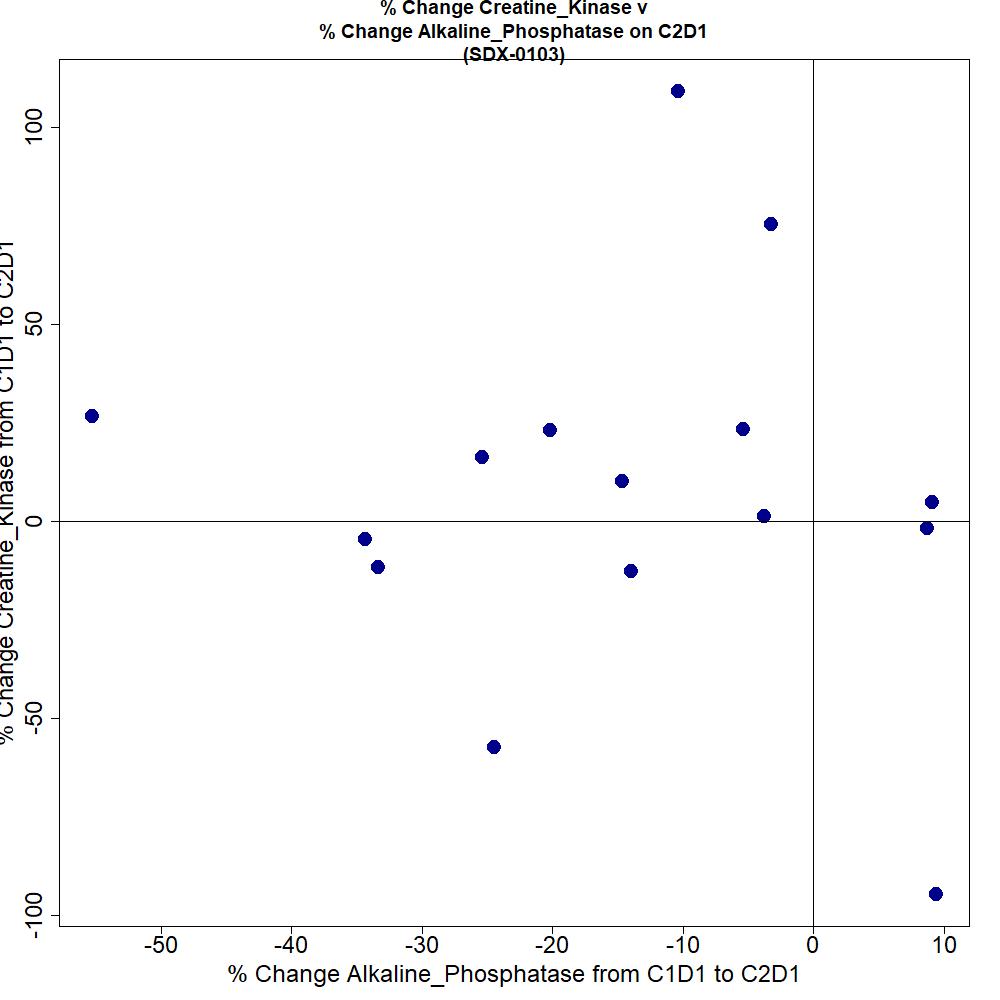 % Change Creatine_Kinase v
% Change Alkaline_Phosphatase on C2D1
(SDX-0103)
% Change Creatine_Kinase from C1D1 to C2D1
100
50
0
-50
-100
-50
-40
-30
-20
-10
0
10
% Change Alkaline_Phosphatase from C1D1 to C2D1